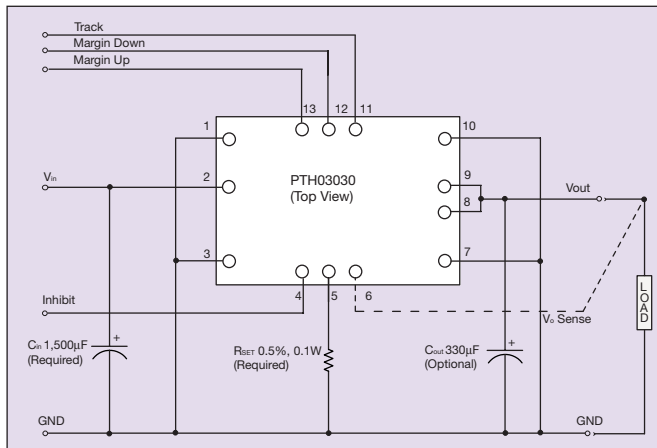 Track
Margin Down
Margin Up
13 12 11
1
10
Vin
2
PTH03030
(Top View)
9
8
Vout
3
7
4 5 6
Inhibit
Vo Sense
LOAD
+
Cin 1,500µF
(Required)
RSET 0.5%, 0.1W
(Required)
+
Cout 330µF
(Optional)
GND
GND